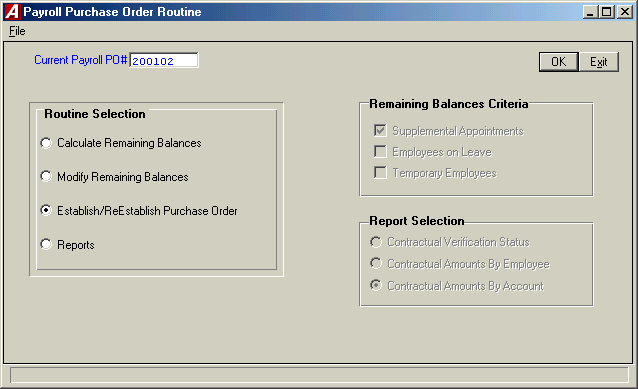 A Payroll Purchase Order Routine
File
Current Payroll PO# 200102
OK Exit
Routine Selection
Calculate Remaining Balances
Modify Remaining Balances
Establish/ReEstablish Purchase Order
Reports
Remaining Balances Criteria
Supplemental Appointments
Employees on Leave
Temporary Employees
Report Selection
Contractual Verification Status
Contractual Amounts By Employee
Contractual Amounts By Account